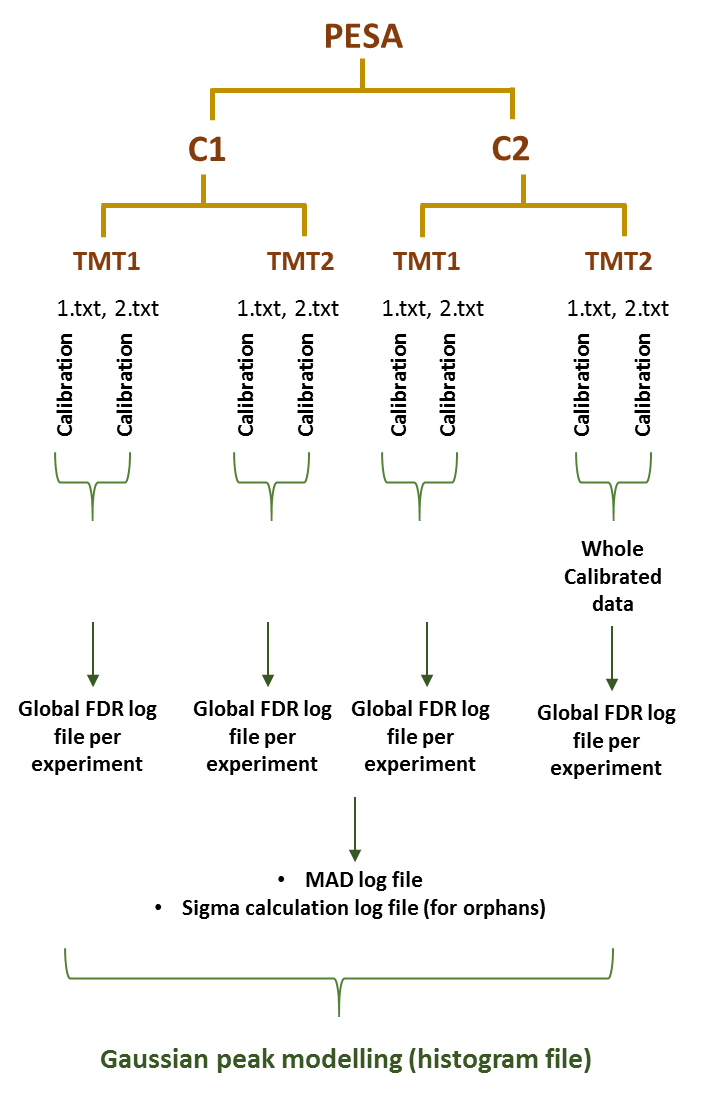 PESA
C1
C2
TMT1
TMT2
TMT1
TMT2
1.txt, 2.txt
1.txt, 2.txt
1.txt, 2.txt
1.txt, 2.txt
Calibration
Calibration
Calibration
Calibration
Calibration
Calibration
Calibration
Calibration
Whole
Calibrated
data
Global FDR log
file per
experiment
Global FDR log
file per
experiment
Global FDR log
file per
experiment
Global FDR log
file per
experiment
• MAD log file
• Sigma calculation log file (for orphans)
Gaussian peak modelling (histogram file)